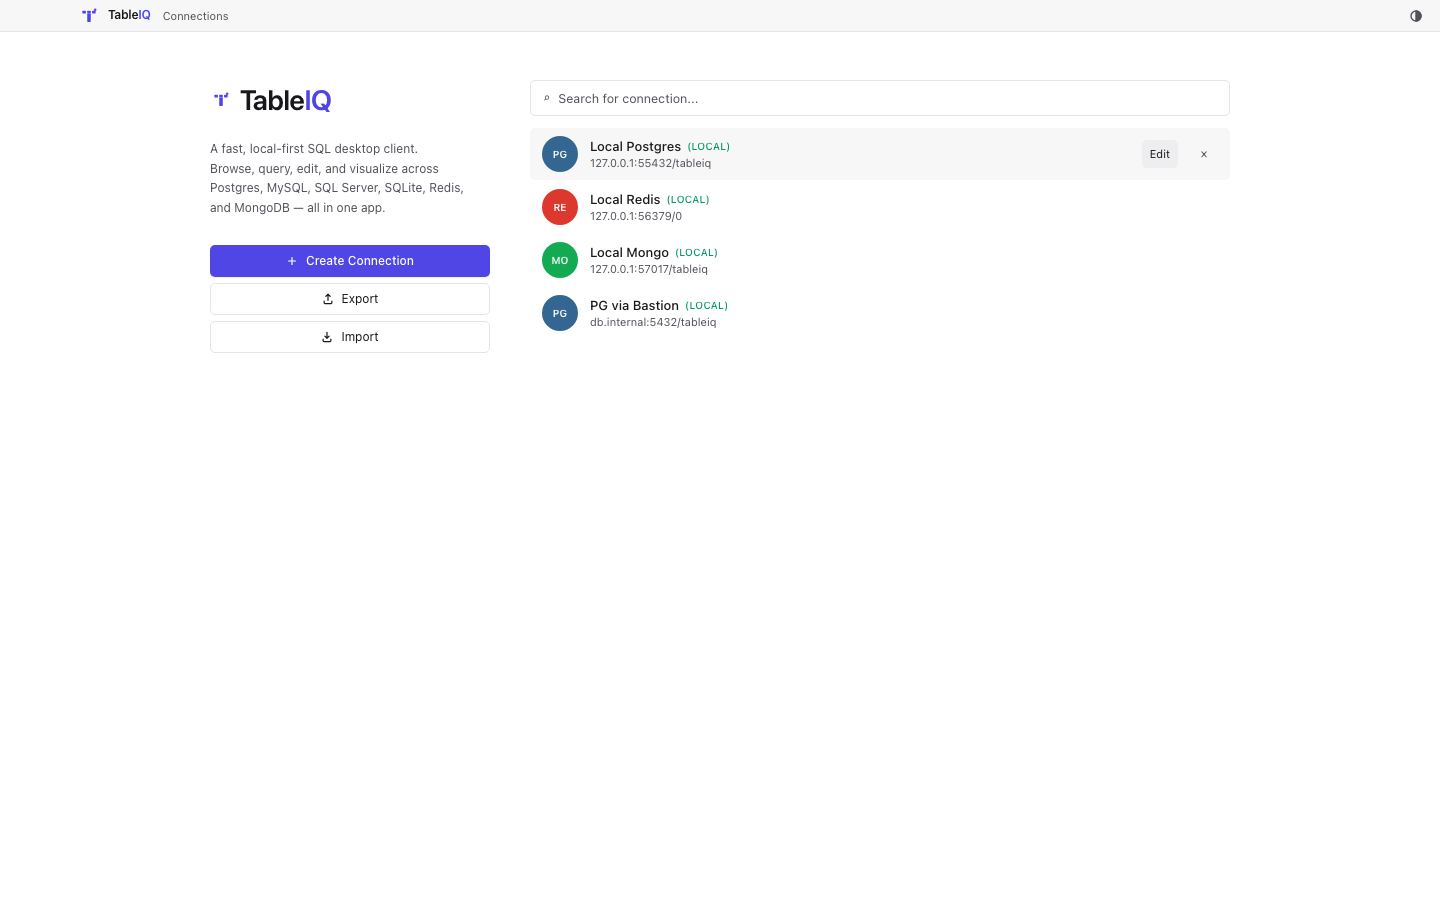 TableIQ Connections
TableIQ
A fast, local-first SQL desktop client.
Browse, query, edit, and visualize across
Postgres, MySQL, SQL Server, SQLite, Redis,
and MongoDB — all in one app.
+ Create Connection
Export
Import
Search for connection...
PG Local Postgres (LOCAL)
127.0.0.1:55432/tableiq
Edit ×
RE Local Redis (LOCAL)
127.0.0.1:56379/0
MO Local Mongo (LOCAL)
127.0.0.1:57017/tableiq
PG PG via Bastion (LOCAL)
db.internal:5432/tableiq